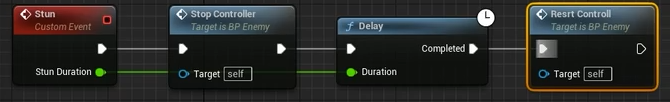 Stun
Custom Event
Stun Duration
Stop Controller
Target is BP Enemy
Target self
Delay
Completed
Duration
Resrt Controll
Target is BP Enemy
Target self